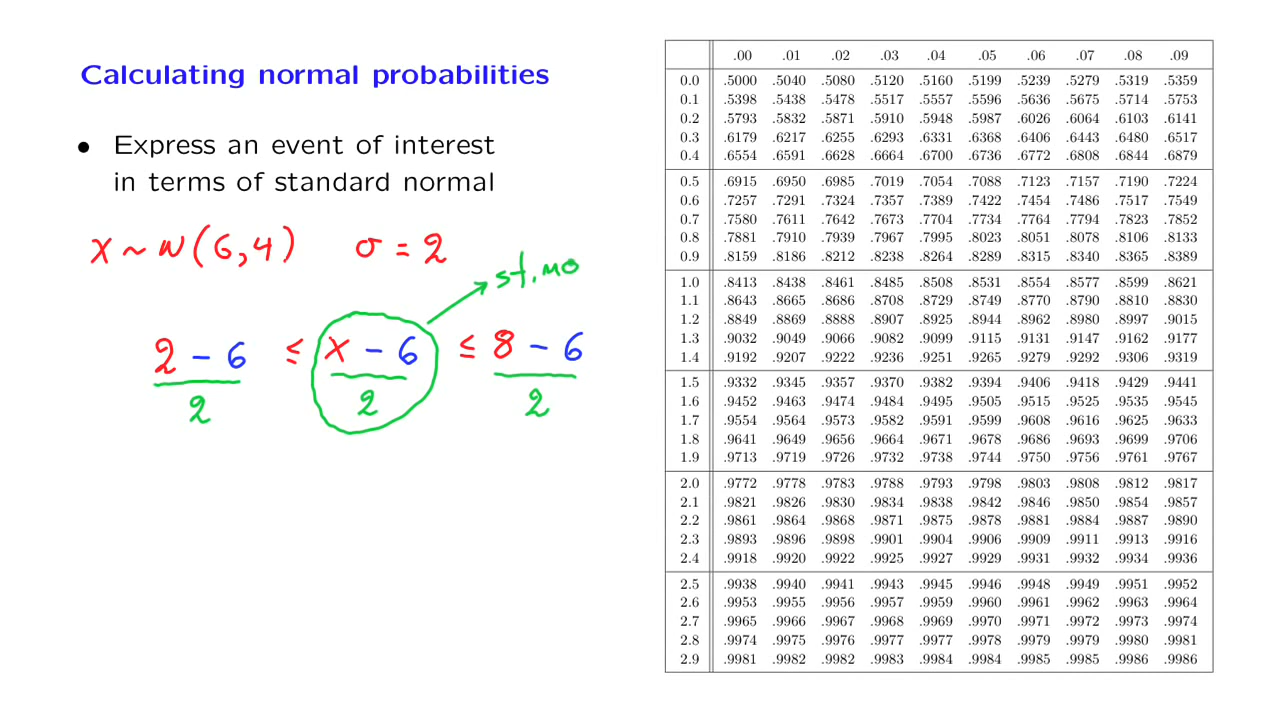 Calculating normal probabilities
• Express an event of interest
in terms of standard normal
X ~ N(6,4) σ = 2
st. no
2 - 6 ≤ X - 6 ≤ 8 - 6
2 2 2
.00 .01 .02 .03 .04 .05 .06 .07 .08 .09
0.0 .5000 .5040 .5080 .5120 .5160 .5199 .5239 .5279 .5319 .5359
0.1 .5398 .5438 .5478 .5517 .5557 .5596 .5636 .5675 .5714 .5753
0.2 .5793 .5832 .5871 .5910 .5948 .5987 .6026 .6064 .6103 .6141
0.3 .6179 .6217 .6255 .6293 .6331 .6368 .6406 .6443 .6480 .6517
0.4 .6554 .6591 .6628 .6664 .6700 .6736 .6772 .6808 .6844 .6879
0.5 .6915 .6950 .6985 .7019 .7054 .7088 .7123 .7157 .7190 .7224
0.6 .7257 .7291 .7324 .7357 .7389 .7422 .7454 .7486 .7517 .7549
0.7 .7580 .7611 .7642 .7673 .7704 .7734 .7764 .7794 .7823 .7852
0.8 .7881 .7910 .7939 .7967 .7995 .8023 .8051 .8078 .8106 .8133
0.9 .8159 .8186 .8212 .8238 .8264 .8289 .8315 .8340 .8365 .8389
1.0 .8413 .8438 .8461 .8485 .8508 .8531 .8554 .8577 .8599 .8621
1.1 .8643 .8665 .8686 .8708 .8729 .8749 .8770 .8790 .8810 .8830
1.2 .8849 .8869 .8888 .8907 .8925 .8944 .8962 .8980 .8997 .9015
1.3 .9032 .9049 .9066 .9082 .9099 .9115 .9131 .9147 .9162 .9177
1.4 .9192 .9207 .9222 .9236 .9251 .9265 .9279 .9292 .9306 .9319
1.5 .9332 .9345 .9357 .9370 .9382 .9394 .9406 .9418 .9429 .9441
1.6 .9452 .9463 .9474 .9484 .9495 .9505 .9515 .9525 .9535 .9545
1.7 .9554 .9564 .9573 .9582 .9591 .9599 .9608 .9616 .9625 .9633
1.8 .9641 .9649 .9656 .9664 .9671 .9678 .9686 .9693 .9699 .9706
1.9 .9713 .9719 .9726 .9732 .9738 .9744 .9750 .9756 .9761 .9767
2.0 .9772 .9778 .9783 .9788 .9793 .9798 .9803 .9808 .9812 .9817
2.1 .9821 .9826 .9830 .9834 .9838 .9842 .9846 .9850 .9854 .9857
2.2 .9861 .9864 .9868 .9871 .9875 .9878 .9881 .9884 .9887 .9890
2.3 .9893 .9896 .9898 .9901 .9904 .9906 .9909 .9911 .9913 .9916
2.4 .9918 .9920 .9922 .9925 .9927 .9929 .9931 .9932 .9934 .9936
2.5 .9938 .9940 .9941 .9943 .9945 .9946 .9948 .9949 .9951 .9952
2.6 .9953 .9955 .9956 .9957 .9959 .9960 .9961 .9962 .9963 .9964
2.7 .9965 .9966 .9967 .9968 .9969 .9970 .9971 .9972 .9973 .9974
2.8 .9974 .9975 .9976 .9977 .9977 .9978 .9979 .9979 .9980 .9981
2.9 .9981 .9982 .9982 .9983 .9984 .9984 .9985 .9985 .9986 .9986